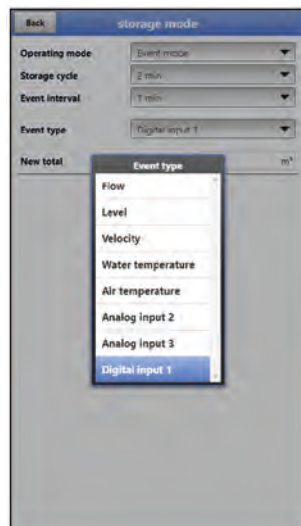 Back storage mode
Operating mode Event mode
Storage cycle 2 min
Event interval 1 min
Event type Digital input 1
New total m³
Event type
Flow
Level
Velocity
Water temperature
Air temperature
Analog input 2
Analog input 3
Digital input 1